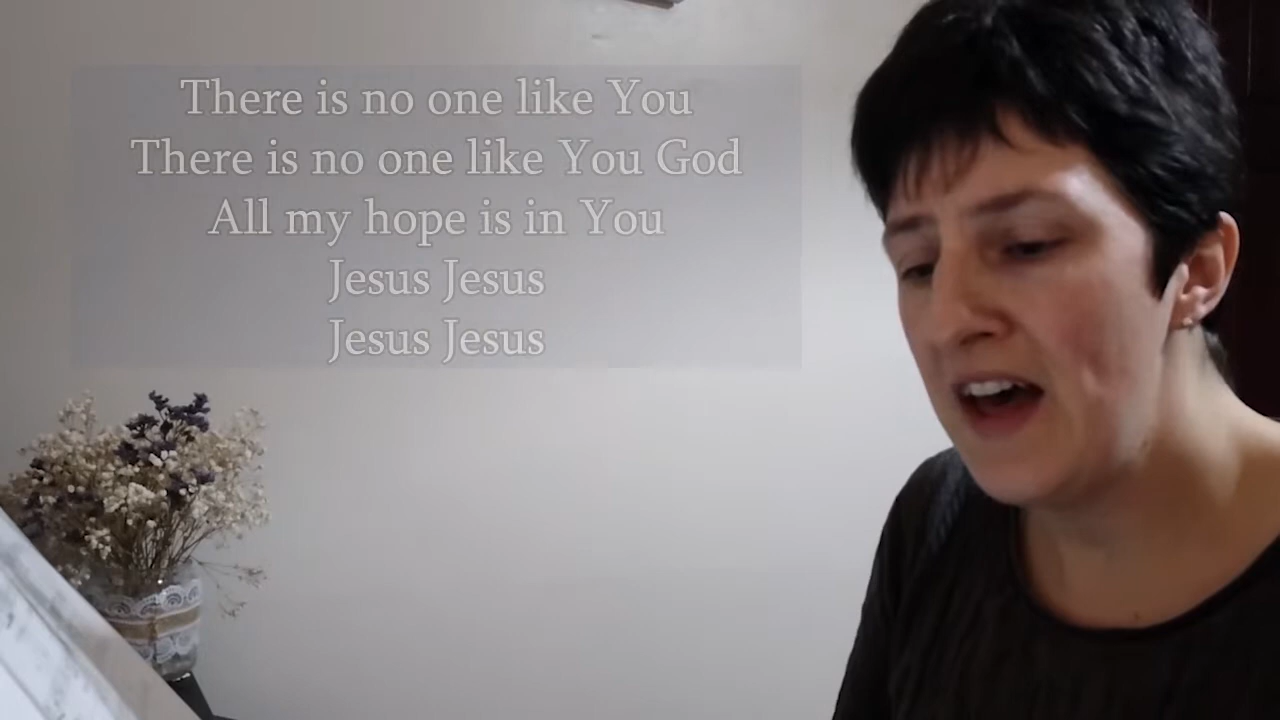 There is no one like You
There is no one like You God
All my hope is in You
Jesus Jesus
Jesus Jesus